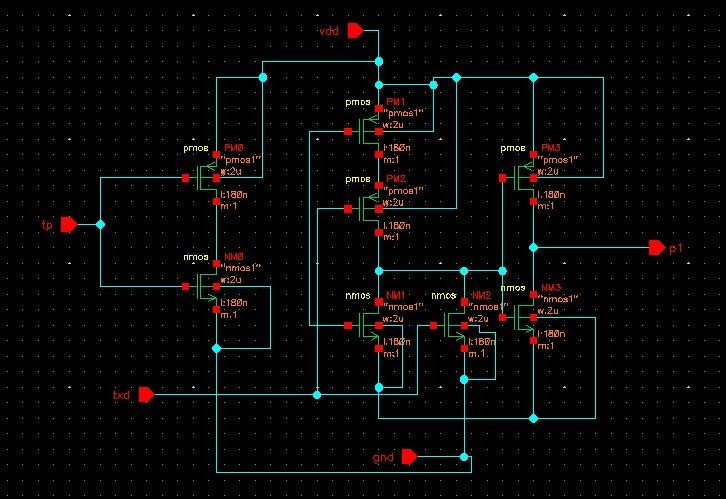 vdd
pmos PM1
"pmos1"
w:2u
l:180n
m:1
pmos PM0
"pmos1"
w:2u
l:180n
m:1
pmos PM2
"pmos1"
w:2u
l:180n
m:1
pmos PM3
"pmos1"
w:2u
l:180n
m:1
tp
p1
nmos NM0
"nmos1"
w:2u
l:180n
m:1
nmos NM1
"nmos1"
w:2u
l:180n
m:1
nmos NM2
"nmos1"
w:2u
l:180n
m:1
nmos NM3
"nmos1"
w:2u
l:180n
m:1
txd
gnd